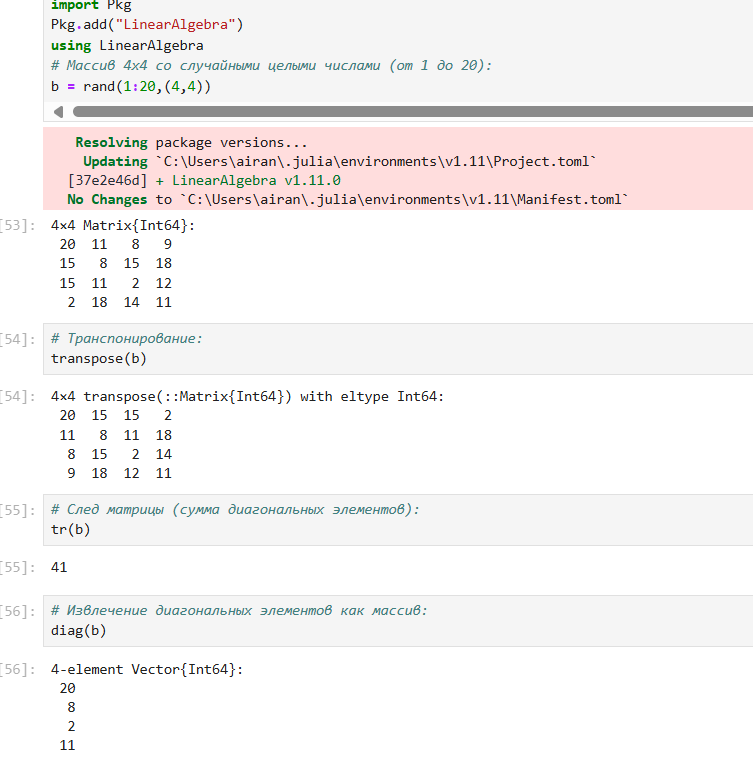 import Pkg
Pkg.add("LinearAlgebra")
using LinearAlgebra
# Массив 4x4 со случайными целыми числами (от 1 до 20):
b = rand(1:20,(4,4))
Resolving package versions...
Updating `C:\Users\airan\.julia\environments\v1.11\Project.toml`
[37e2e46d] + LinearAlgebra v1.11.0
No Changes to `C:\Users\airan\.julia\environments\v1.11\Manifest.toml`
[53]: 4×4 Matrix{Int64}:
20 11 8 9
15 8 15 18
15 11 2 12
2 18 14 11
[54]: # Транспонирование:
transpose(b)
[54]: 4×4 transpose(::Matrix{Int64}) with eltype Int64:
20 15 15 2
11 8 11 18
8 15 2 14
9 18 12 11
[55]: # След матрицы (сумма диагональных элементов):
tr(b)
[55]: 41
[56]: # Извлечение диагональных элементов как массив:
diag(b)
[56]: 4-element Vector{Int64}:
20
8
2
11